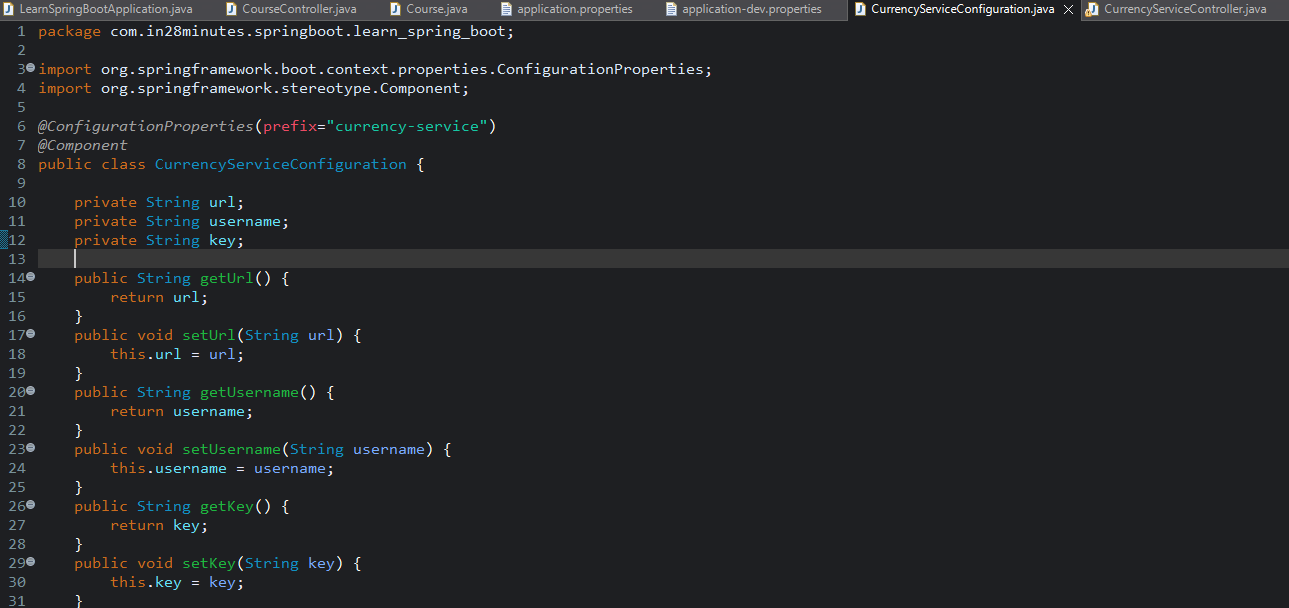 LearnSpringBootApplication.java CourseController.java Course.java application.properties application-dev.properties CurrencyServiceConfiguration.java CurrencyServiceController.java
1 package com.in28minutes.springboot.learn_spring_boot;
2
3 import org.springframework.boot.context.properties.ConfigurationProperties;
4 import org.springframework.stereotype.Component;
5
6 @ConfigurationProperties(prefix="currency-service")
7 @Component
8 public class CurrencyServiceConfiguration {
9
10     private String url;
11     private String username;
12     private String key;
13
14     public String getUrl() {
15         return url;
16     }
17     public void setUrl(String url) {
18         this.url = url;
19     }
20     public String getUsername() {
21         return username;
22     }
23     public void setUsername(String username) {
24         this.username = username;
25     }
26     public String getKey() {
27         return key;
28     }
29     public void setKey(String key) {
30         this.key = key;
31     }